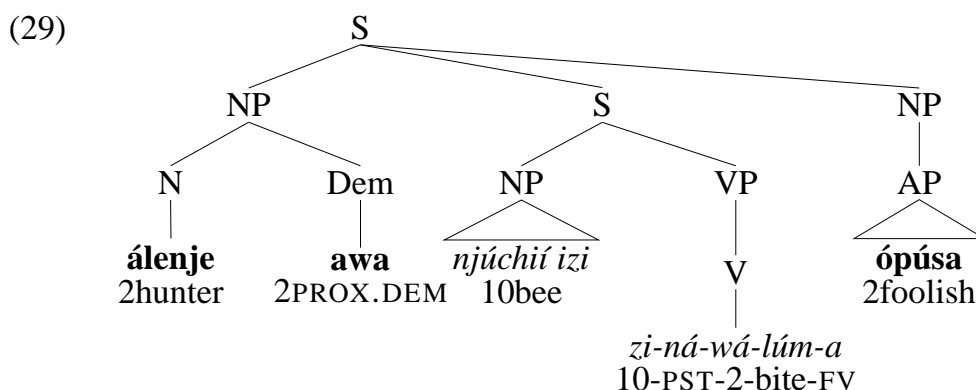 (29) S
NP S NP
N Dem NP VP AP
álenje awa njúchií izi V ópúsa
2hunter 2PROX.DEM 10bee 2foolish
zi-ná-wá-lúm-a
10-PST-2-bite-FV